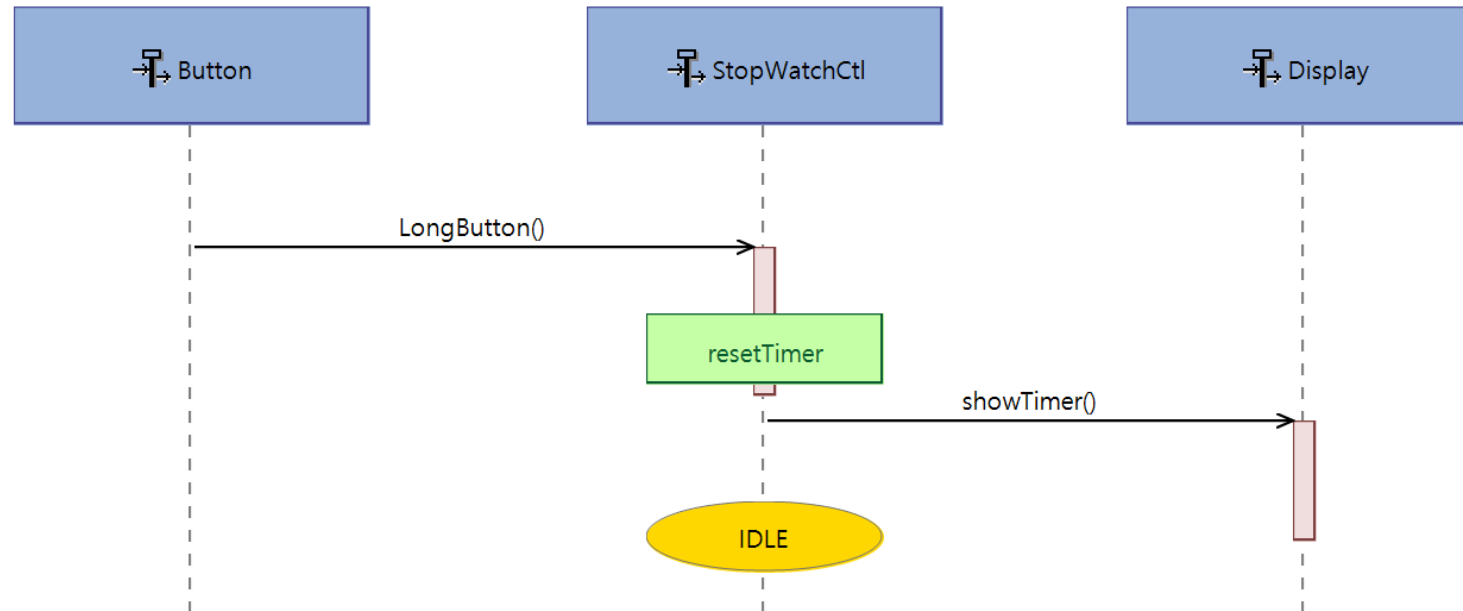 Button
StopWatchCtl
Display
LongButton()
resetTimer
showTimer()
IDLE